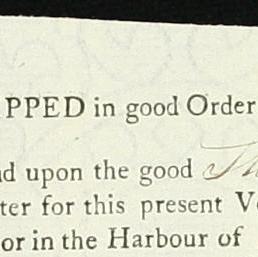 PPED in good Order
d upon the good
ter for this present
or in the Harbour of